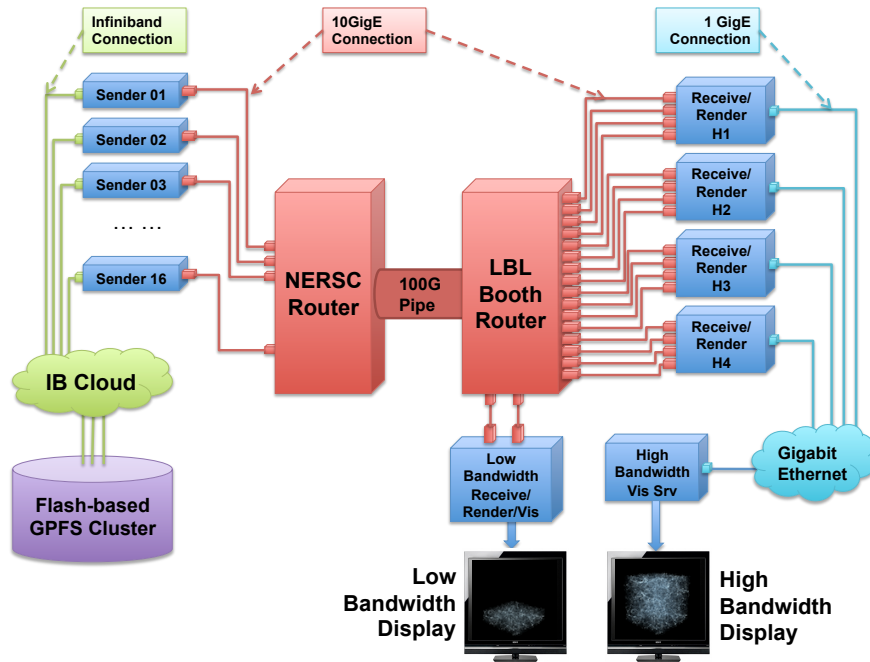 Infiniband
Connection
10GigE
Connection
1 GigE
Connection
Sender 01
Sender 02
Sender 03
... ...
Sender 16
IB Cloud
Flash-based
GPFS Cluster
NERSC
Router
100G
Pipe
LBL
Booth
Router
Receive/
Render
H1
Receive/
Render
H2
Receive/
Render
H3
Receive/
Render
H4
Low
Bandwidth
Receive/
Render/Vis
High
Bandwidth
Vis Srv
Gigabit
Ethernet
Low
Bandwidth
Display
High
Bandwidth
Display